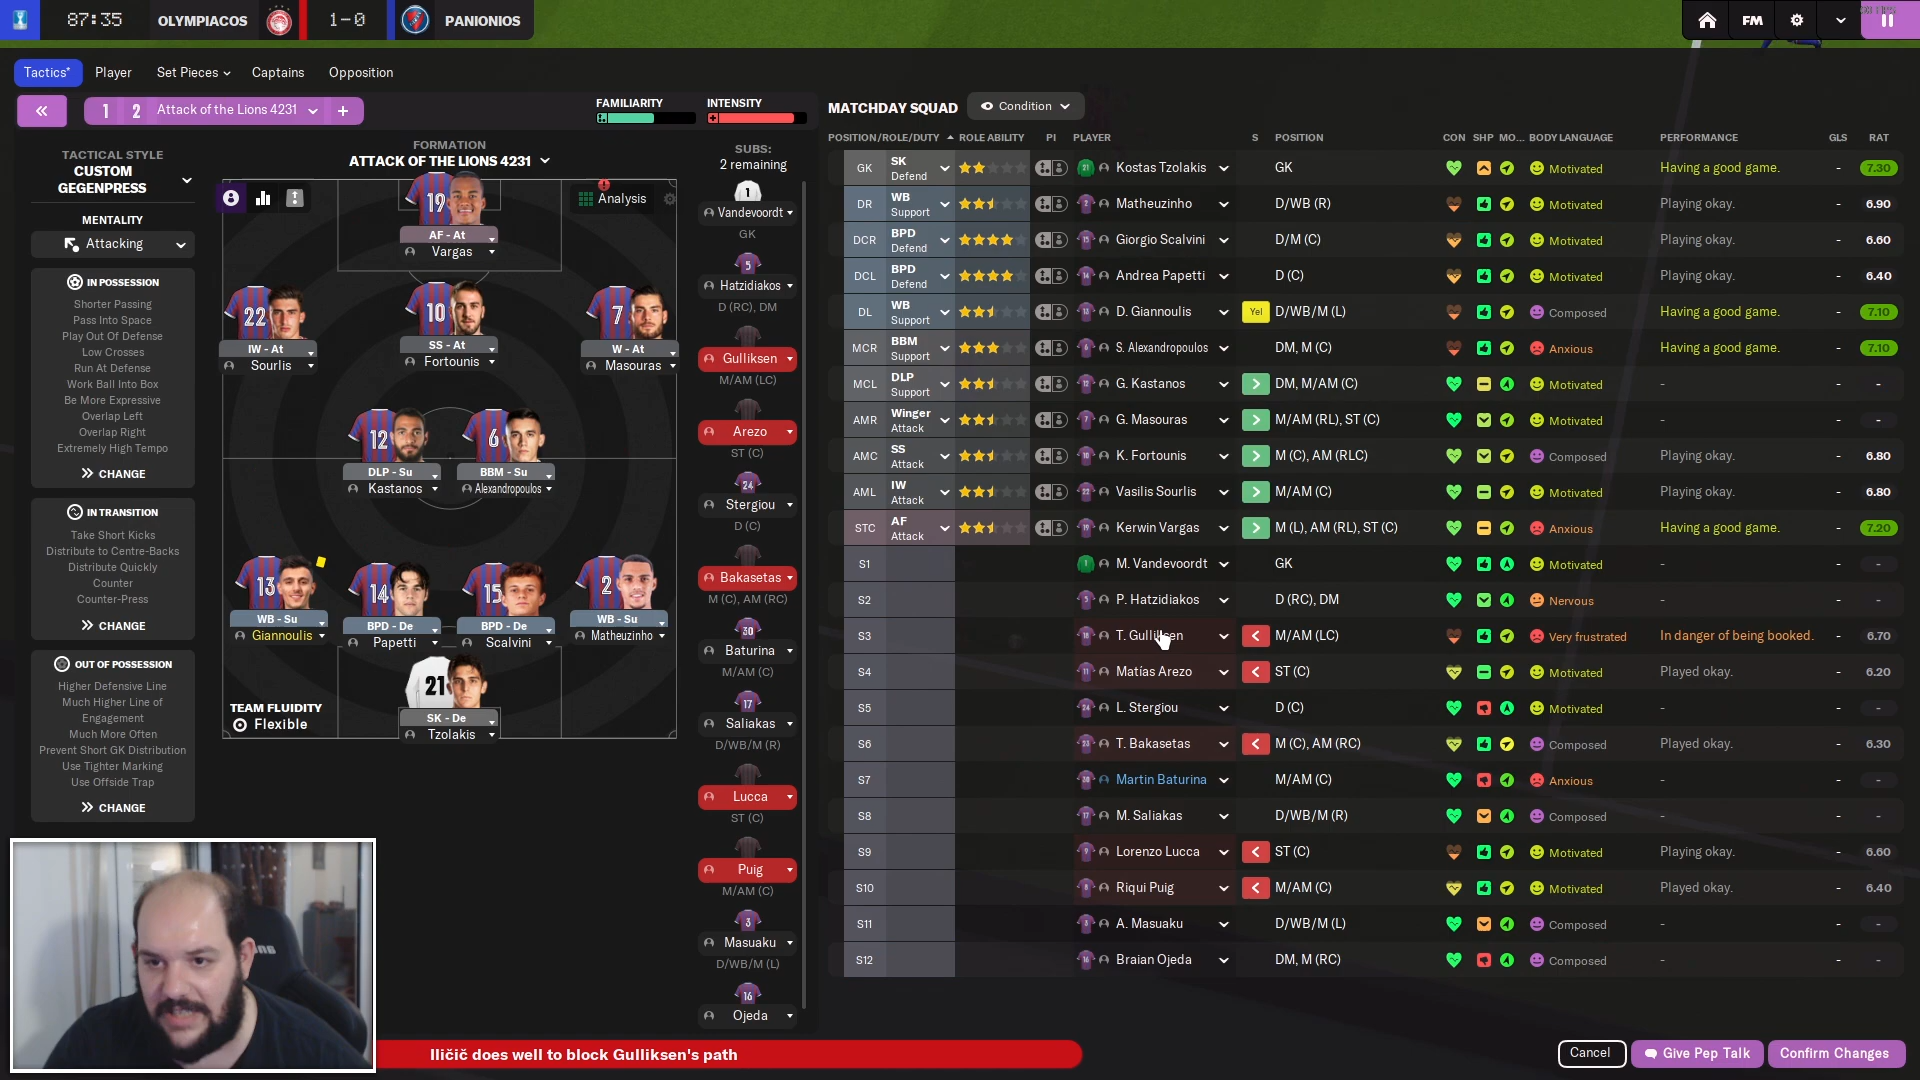 87:35 OLYMPIACOS 1-0 PANIONIOS FM
Tactics* Player Set Pieces Captains Opposition
1 2 Attack of the Lions 4231 +
FAMILIARITY INTENSITY
MATCHDAY SQUAD Condition
TACTICAL STYLE
CUSTOM
GEGENPRESS
MENTALITY
Attacking
IN POSSESSION
Shorter Passing
Pass Into Space
Play Out Of Defense
Low Crosses
Run At Defense
Work Ball Into Box
Be More Expressive
Overlap Left
Overlap Right
Extremely High Tempo
CHANGE
IN TRANSITION
Take Short Kicks
Distribute to Centre-Backs
Distribute Quickly
Counter
Counter-Press
CHANGE
OUT OF POSSESSION
Higher Defensive Line
Much Higher Line of
Engagement
Much More Often
Prevent Short GK Distribution
Use Tighter Marking
Use Offside Trap
CHANGE
FORMATION
ATTACK OF THE LIONS 4231
Analysis
19
AF - At
Vargas
22 10 7
IW - At SS - At W - At
Sourlis Fortounis Masouras
12 6
DLP - Su BBM - Su
Kastanos Alexandropoulos
13 14 15 2
WB - Su BPD - De BPD - De WB - Su
Giannoulis Papetti Scalvini Matheuzinho
21
SK - De
Tzolakis
TEAM FLUIDITY
Flexible
SUBS:
2 remaining
1
Vandevoordt
GK
5
Hatzidiakos
D (RC), DM
Gulliksen
M/AM (LC)
Arezo
ST (C)
24
Stergiou
D (C)
Bakasetas
M (C), AM (RC)
30
Baturina
M/AM (C)
17
Saliakas
D/WB/M (R)
Lucca
ST (C)
Puig
M/AM (C)
3
Masuaku
D/WB/M (L)
16
Ojeda
POSITION/ROLE/DUTY ROLE ABILITY PI PLAYER S POSITION CON SHP MO... BODY LANGUAGE PERFORMANCE GLS RAT
GK SK Defend Kostas Tzolakis GK Motivated Having a good game. - 7.30
DR WB Support Matheuzinho D/WB (R) Motivated Playing okay. - 6.90
DCR BPD Defend Giorgio Scalvini D/M (C) Motivated Playing okay. - 6.60
DCL BPD Defend Andrea Papetti D (C) Motivated Playing okay. - 6.40
DL WB Support D. Giannoulis Yel D/WB/M (L) Composed Having a good game. - 7.10
MCR BBM Support S. Alexandropoulos DM, M (C) Anxious Having a good game. - 7.10
MCL DLP Support G. Kastanos DM, M/AM (C) Motivated - - -
AMR Winger Attack G. Masouras M/AM (RL), ST (C) Motivated - - -
AMC SS Attack K. Fortounis M (C), AM (RLC) Composed Playing okay. - 6.80
AML IW Attack Vasilis Sourlis M/AM (C) Motivated Playing okay. - 6.80
STC AF Attack Kerwin Vargas M (L), AM (RL), ST (C) Anxious Having a good game. - 7.20
S1 M. Vandevoordt GK Motivated - - -
S2 P. Hatzidiakos D (RC), DM Nervous - - -
S3 T. Gulliksen M/AM (LC) Very frustrated In danger of being booked. - 6.70
S4 Matías Arezo ST (C) Motivated Played okay. - 6.20
S5 L. Stergiou D (C) Motivated - - -
S6 T. Bakasetas M (C), AM (RC) Composed Played okay. - 6.30
S7 Martin Baturina M/AM (C) Anxious - - -
S8 M. Saliakas D/WB/M (R) Composed - - -
S9 Lorenzo Lucca ST (C) Motivated Playing okay. - 6.60
S10 Riqui Puig M/AM (C) Motivated Played okay. - 6.40
S11 A. Masuaku D/WB/M (L) Composed - - -
S12 Braian Ojeda DM, M (RC) Composed - - -
Iličič does well to block Gulliksen's path
Cancel Give Pep Talk Confirm Changes